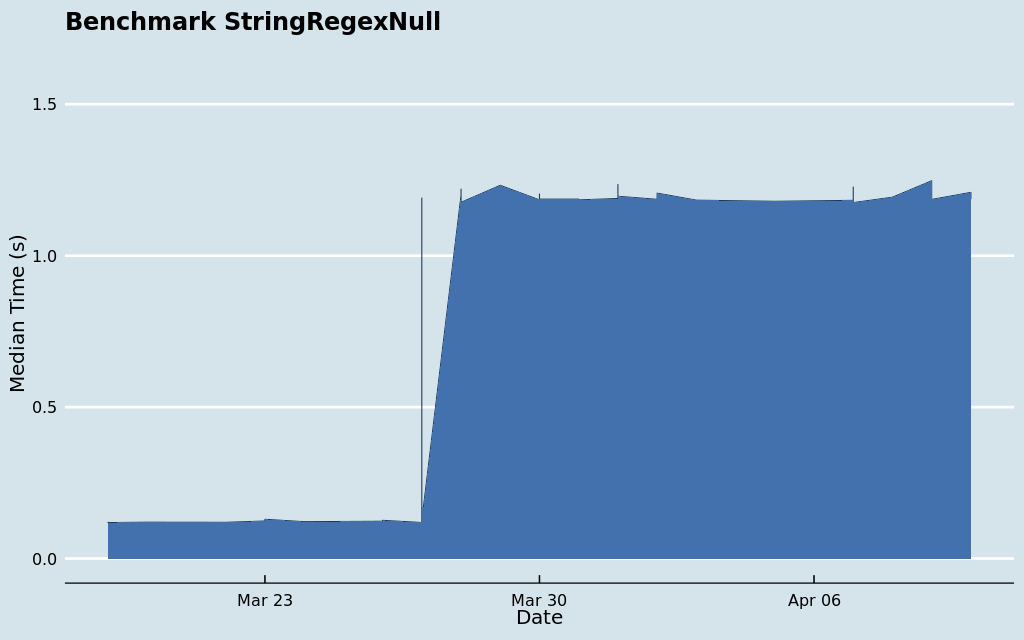 Benchmark StringRegexNull
1.5
1.0
0.5
0.0
Median Time (s)
Mar 23
Mar 30
Apr 06
Date